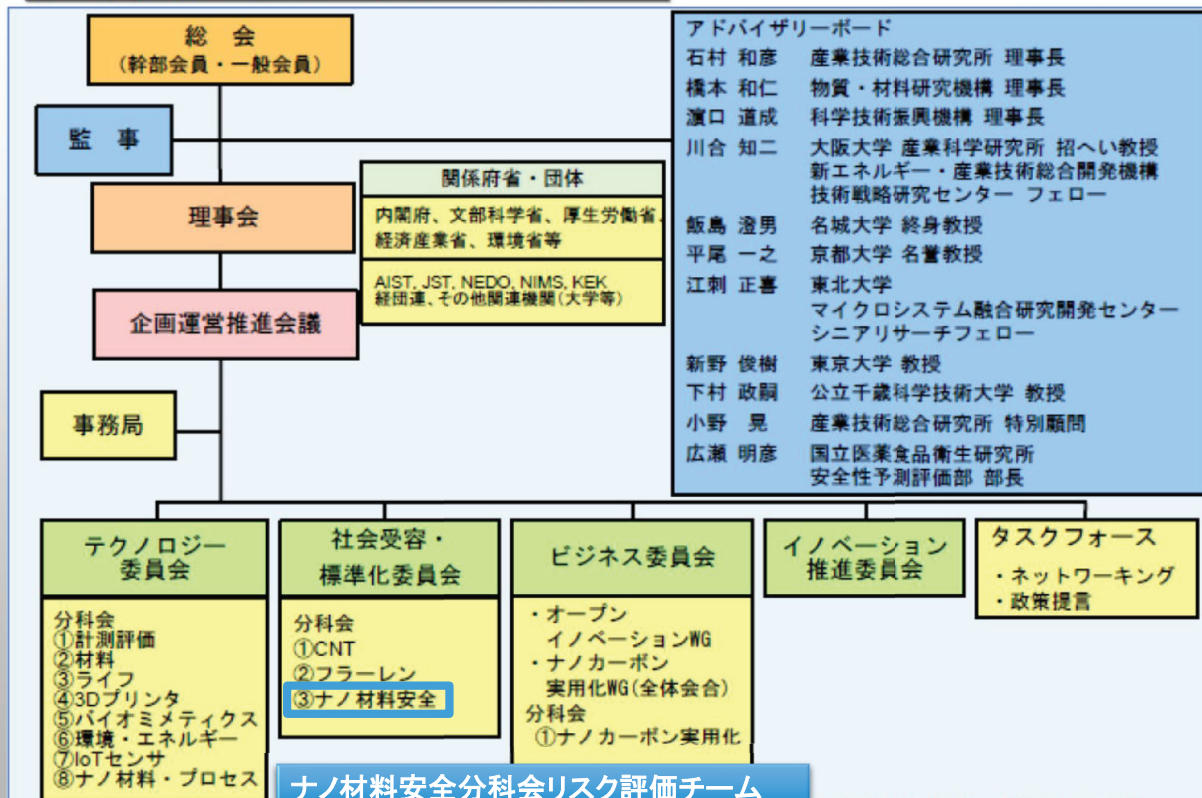 総 会
（幹部会員・一般会員）
監 事
理事会
企画運営推進会議
事務局
関係府省・団体
内閣府、文部科学省、厚生労働省、
経済産業省、環境省等
AIST, JST, NEDO, NIMS, KEK
経団連、その他関連機関（大学等）
アドバイザリーボード
石村 和彦 産業技術総合研究所 理事長
橋本 和仁 物質・材料研究機構 理事長
濵口 道成 科学技術振興機構 理事長
川合 知二 大阪大学 産業科学研究所 招へい教授
新エネルギー・産業技術総合開発機構
技術戦略研究センター フェロー
飯島 澄男 名城大学 終身教授
平尾 一之 京都大学 名誉教授
江刺 正喜 東北大学
マイクロシステム融合研究開発センター
シニアリサーチフェロー
新野 俊樹 東京大学 教授
下村 政嗣 公立千歳科学技術大学 教授
小野 晃 産業技術総合研究所 特別顧問
広瀬 明彦 国立医薬食品衛生研究所
安全性予測評価部 部長
テクノロジー
委員会
分科会
①計測評価
②材料
③ライフ
④3Dプリンタ
⑤バイオミメティクス
⑥環境・エネルギー
⑦IoTセンサ
⑧ナノ材料・プロセス
社会受容・
標準化委員会
分科会
①CNT
②フラーレン
③ナノ材料安全
ビジネス委員会
・オープン
イノベーションWG
・ナノカーボン
実用化WG（全体会合）
分科会
①ナノカーボン実用化
イノベーション
推進委員会
タスクフォース
・ネットワーキング
・政策提言
ナノ材料安全分科会リスク評価チーム